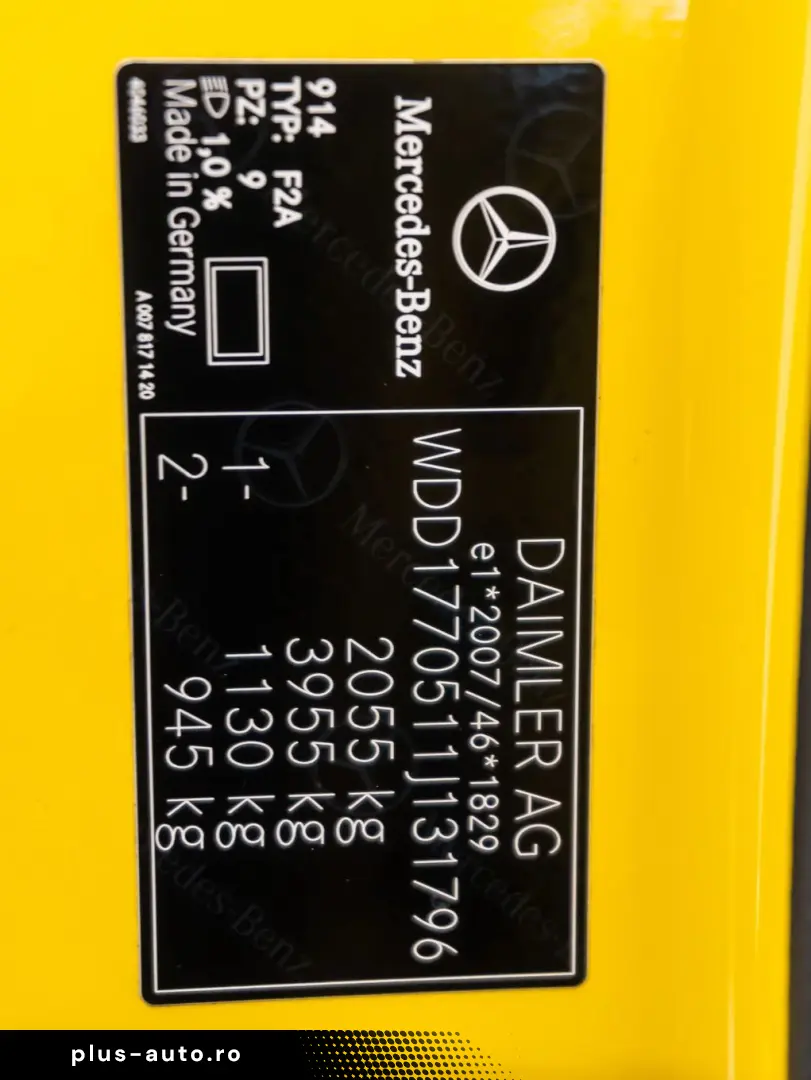 Mercedes-Benz
914
TYP: F2A
PZ: 9
1,0 %
Made in Germany
4946033
A 007 817 14 20
DAIMLER AG
e1*2007/46*1829
WDD1770511J131796
2055 kg
3955 kg
1- 1130 kg
2- 945 kg
plus-auto.ro